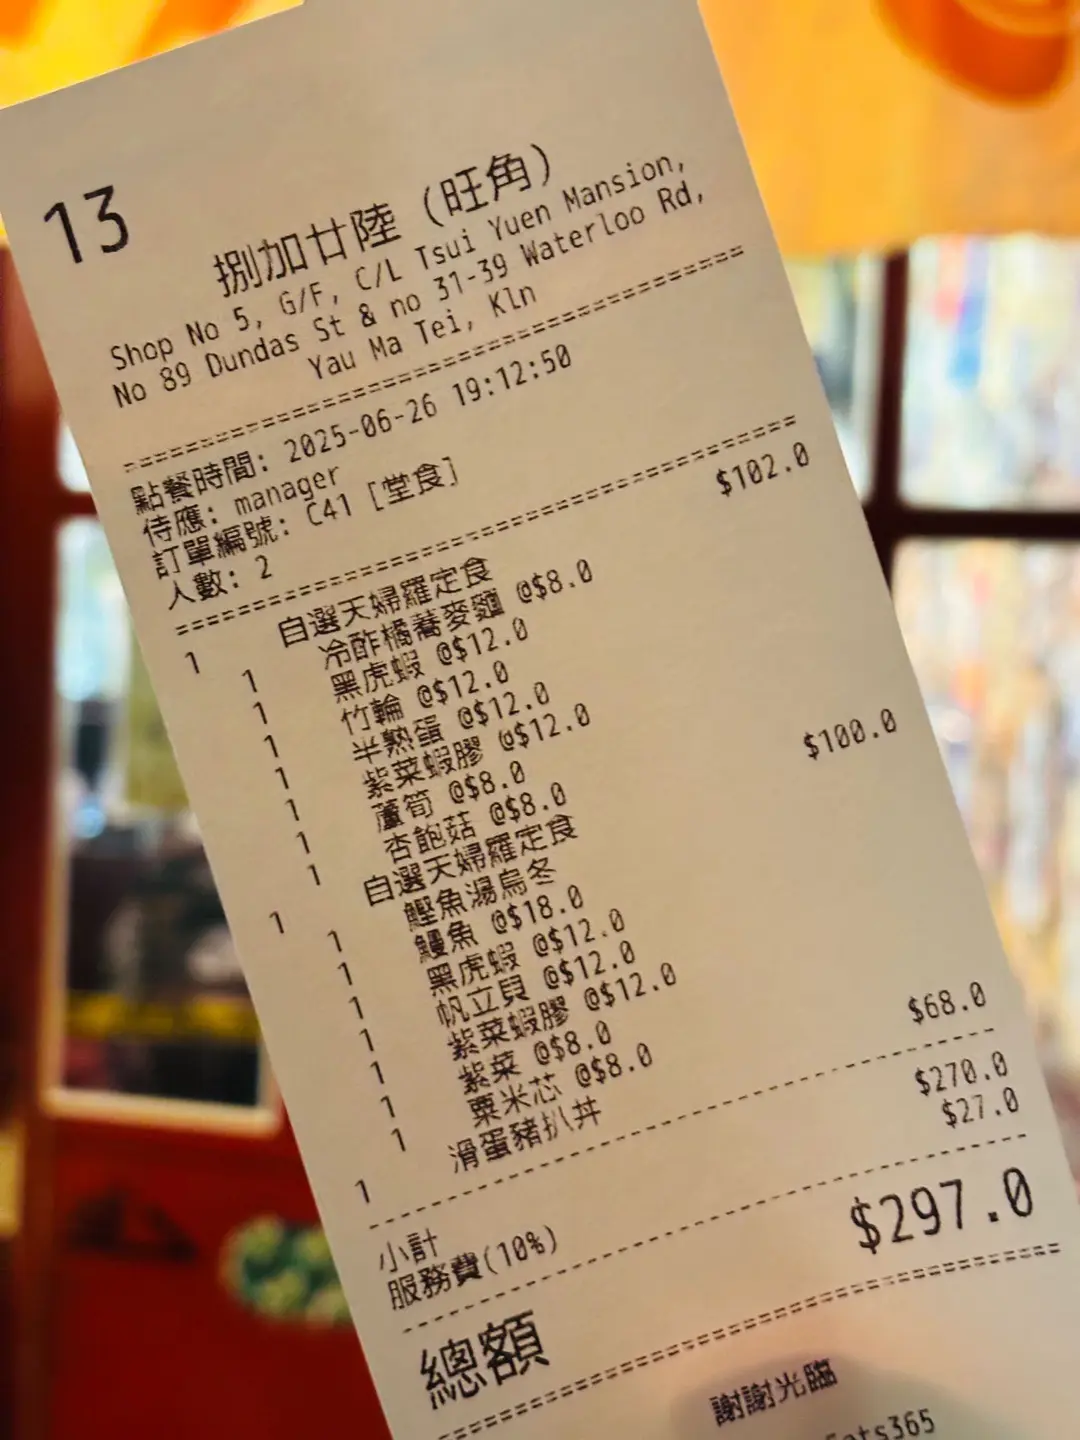 13
捌加廿陸（旺角）
Shop No 5, G/F, C/L Tsui Yuen Mansion,
No 89 Dundas St & no 31-39 Waterloo Rd,
Yau Ma Tei, Kln
點餐時間: 2025-06-26 19:12:50
侍應: manager
訂單編號: C41 [堂食]
人數: 2
1 自選天婦羅定食 $102.0
1 冷酢橘蕎麥麵 @$8.0
1 黑虎蝦 @$12.0
1 竹輪 @$12.0
1 半熟蛋 @$12.0
1 紫菜蝦膠 @$12.0
1 蘆筍 @$8.0
1 杏鮑菇 @$8.0
1 自選天婦羅定食 $100.0
1 鰹魚湯烏冬
1 鰻魚 @$18.0
1 黑虎蝦 @$12.0
1 帆立貝 @$12.0
1 紫菜蝦膠 @$12.0
1 紫菜 @$8.0
1 粟米芯 @$8.0
1 滑蛋豬扒丼 $68.0
小計 $270.0
服務費(10%) $27.0
總額 $297.0
謝謝光臨